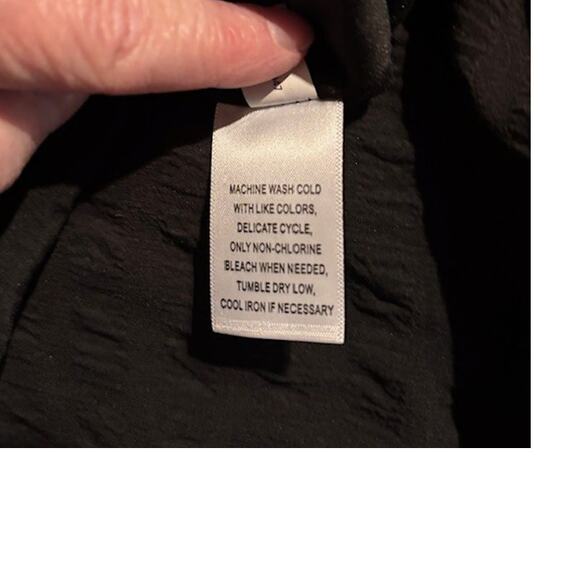 MACHINE WASH COLD
WITH LIKE COLORS,
DELICATE CYCLE,
ONLY NON-CHLORINE
BLEACH WHEN NEEDED,
TUMBLE DRY LOW,
COOL IRON IF NECESSARY